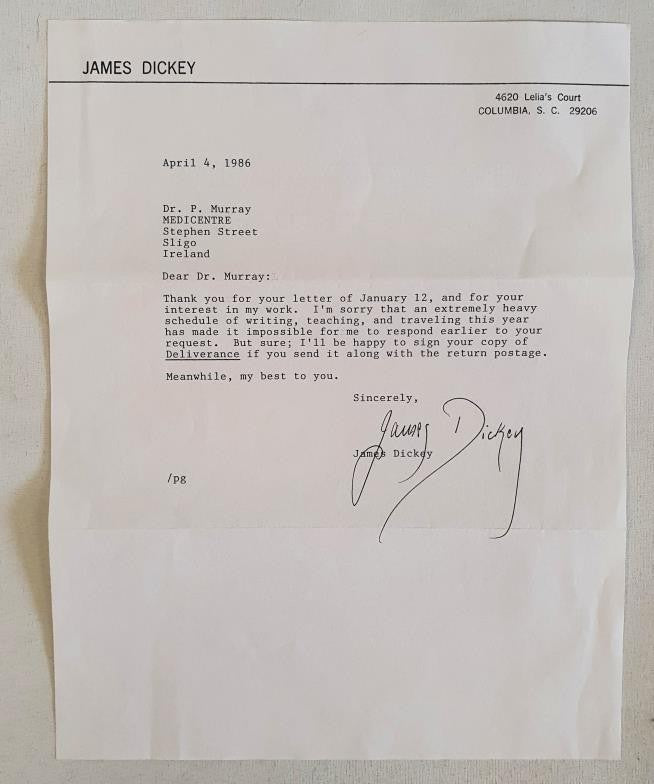 JAMES DICKEY
4620 Lelia's Court
COLUMBIA, S. C. 29206
April 4, 1986
Dr. P. Murray
MEDICENTRE
Stephen Street
Sligo
Ireland
Dear Dr. Murray:
Thank you for your letter of January 12, and for your
interest in my work. I'm sorry that an extremely heavy
schedule of writing, teaching, and traveling this year
has made it impossible for me to respond earlier to your
request. But sure; I'll be happy to sign your copy of
Deliverance if you send it along with the return postage.
Meanwhile, my best to you.
Sincerely,
James Dickey
James Dickey
/pg